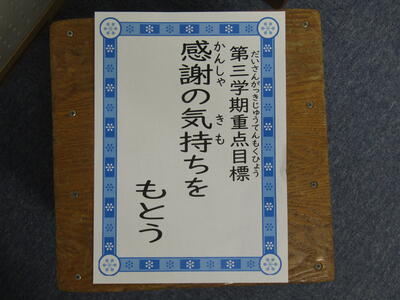 だいさんがっきじゅうてんもくひょう
第三学期重点目標
かんしゃ きも
感謝の気持ちを
もとう